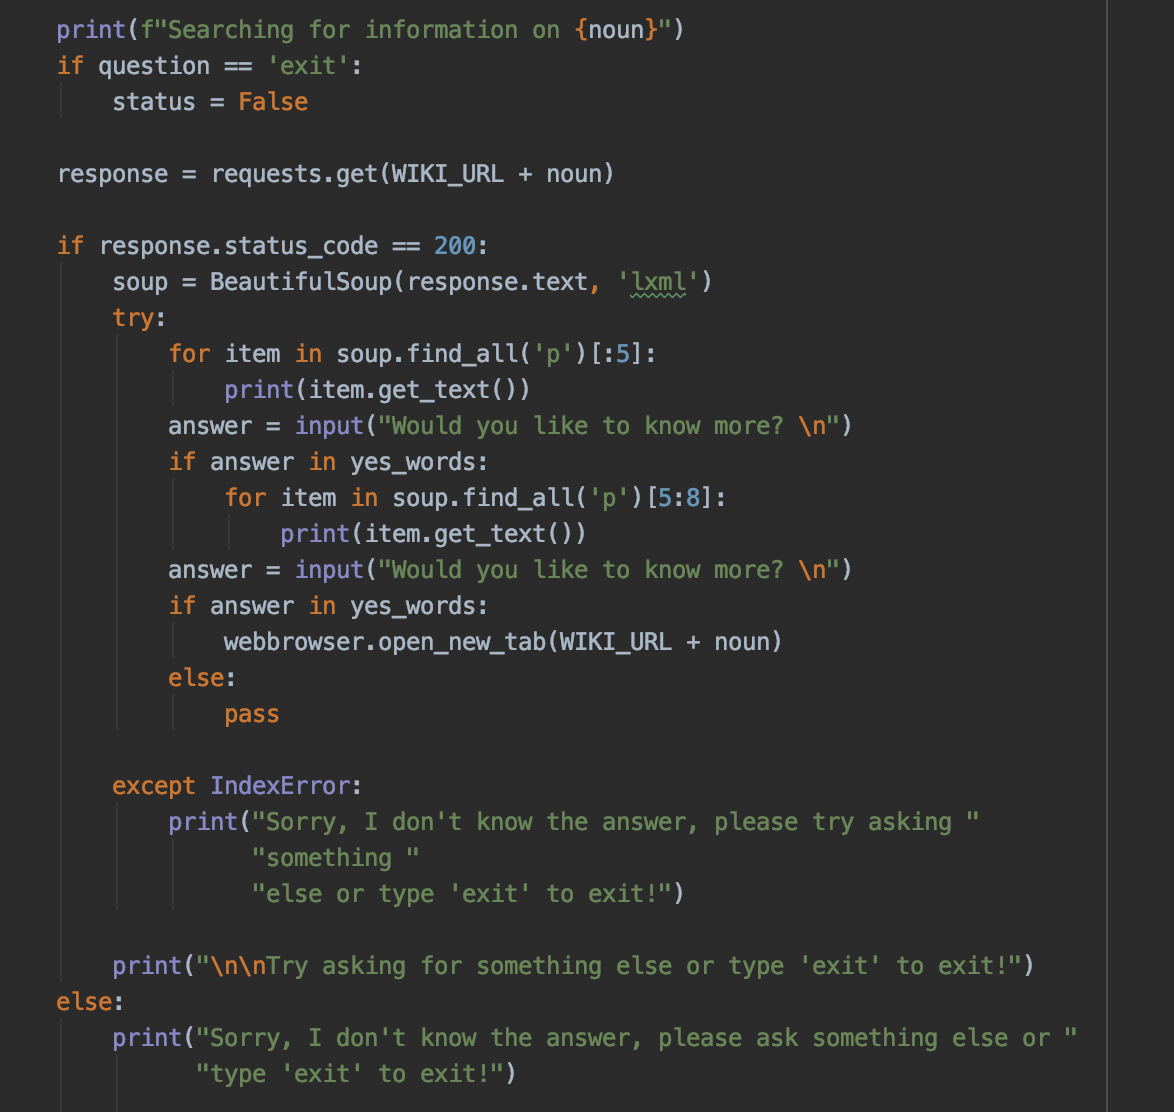 print(f"Searching for information on {noun}")
if question == 'exit':
    status = False

response = requests.get(WIKI_URL + noun)

if response.status_code == 200:
    soup = BeautifulSoup(response.text, 'lxml')
    try:
        for item in soup.find_all('p')[:5]:
            print(item.get_text())
        answer = input("Would you like to know more? \n")
        if answer in yes_words:
            for item in soup.find_all('p')[5:8]:
                print(item.get_text())
        answer = input("Would you like to know more? \n")
        if answer in yes_words:
            webbrowser.open_new_tab(WIKI_URL + noun)
        else:
            pass

    except IndexError:
        print("Sorry, I don't know the answer, please try asking "
              "something "
              "else or type 'exit' to exit!")

    print("\n\nTry asking for something else or type 'exit' to exit!")
else:
    print("Sorry, I don't know the answer, please ask something else or "
          "type 'exit' to exit!")